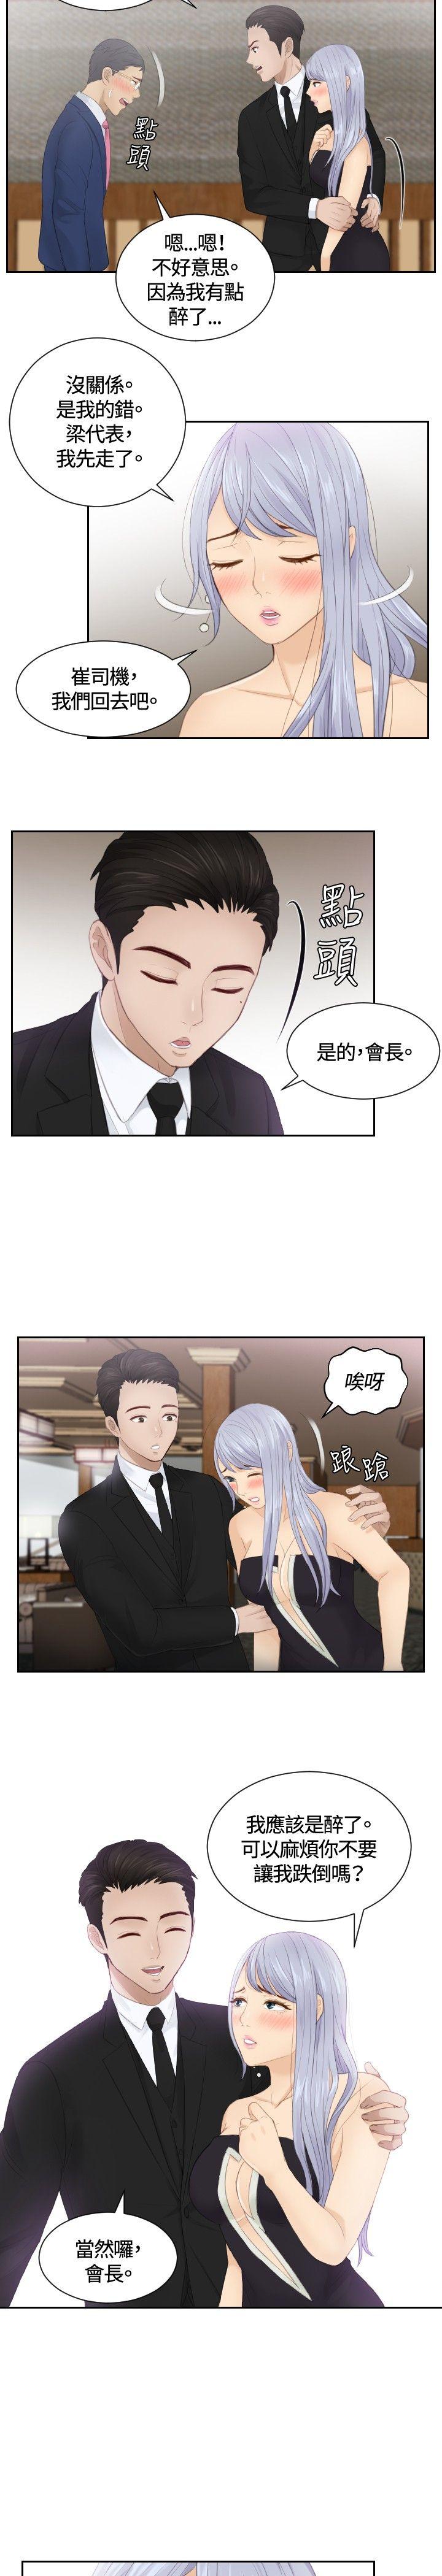 點
頭
嗯...嗯!
不好意思。
因為我有點
醉了...
沒關係。
是我的錯。
梁代表,
我先走了。
崔司機,
我們回去吧。
點
頭
是的,會長。
唉呀
踉蹌
我應該是醉了。
可以麻煩你不要
讓我跌倒嗎?
當然囉,
會長。